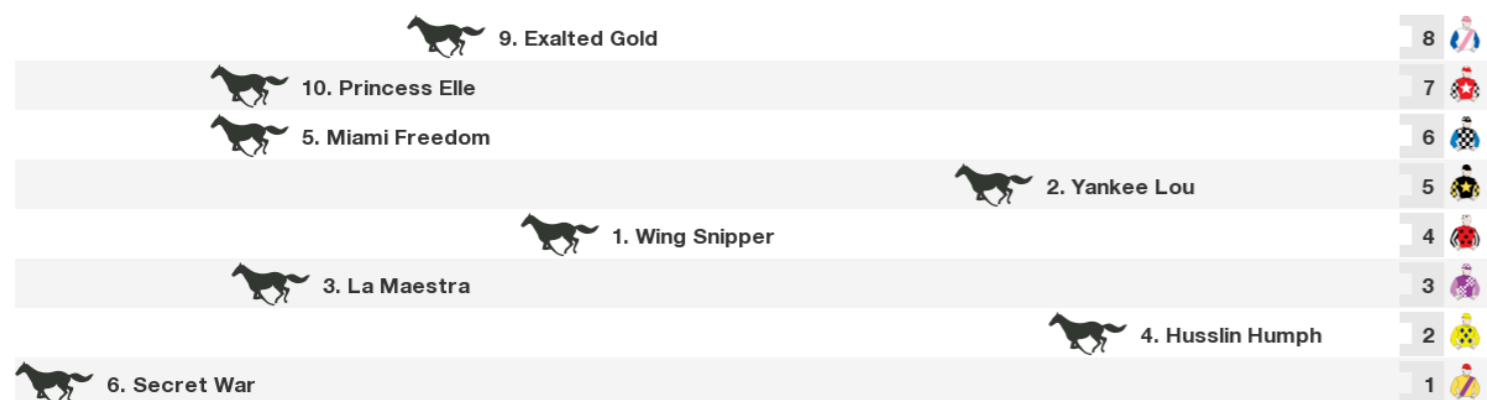 9. Exalted Gold 8
10. Princess Elle 7
5. Miami Freedom 6
2. Yankee Lou 5
1. Wing Snipper 4
3. La Maestra 3
4. Husslin Humph 2
6. Secret War 1